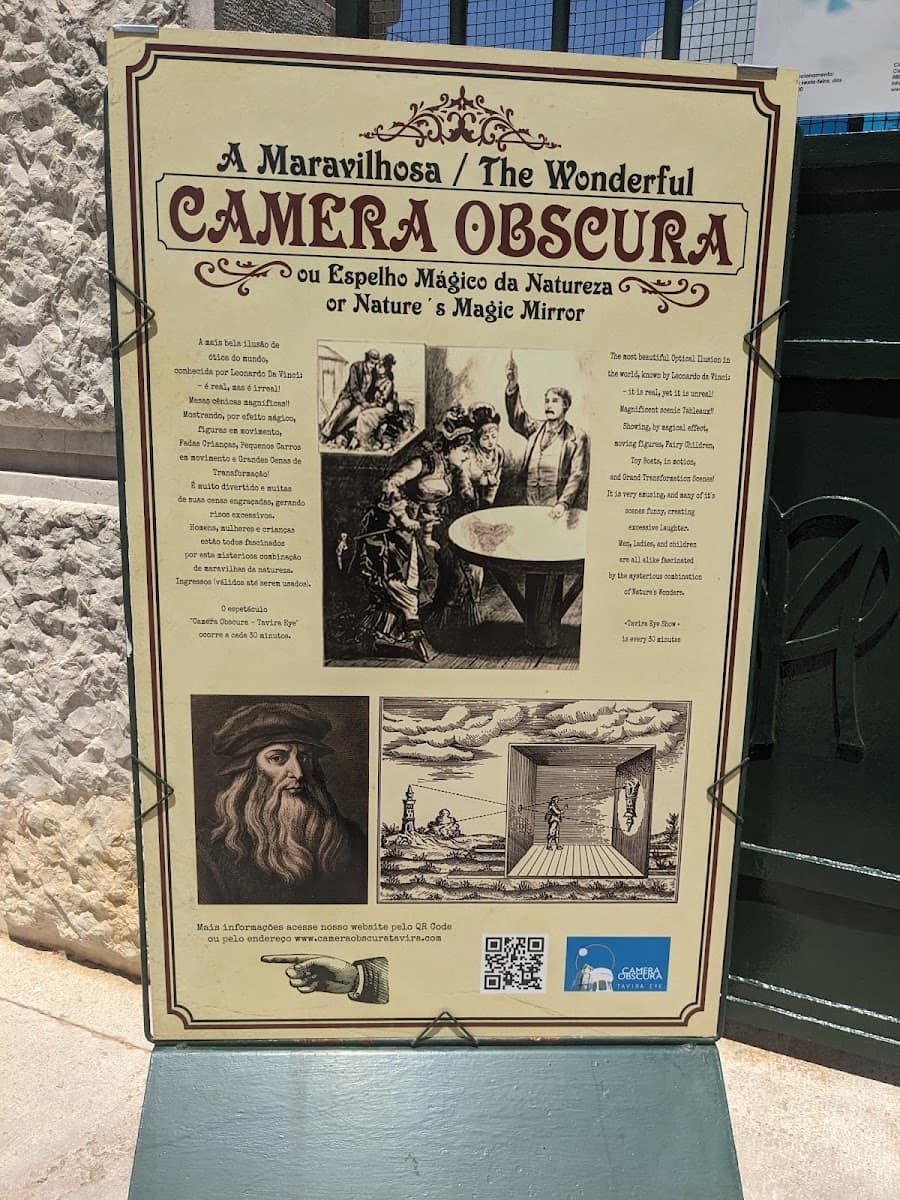 A Maravilhosa / The Wonderful
CAMERA OBSCURA
ou Espelho Mágico da Natureza
or Nature´s Magic Mirror
A mais bela ilusão de
ótica do mundo,
conhecida por Leonardo Da Vinci:
– é real, mas é irreal!
Mesas cênicas magníficas!!
Mostrando, por efeito mágico,
figuras em movimento,
Fadas Crianças, Pequenos Carros
em movimento e Grandes Cenas de
Transformação!
É muito divertido e muitas
de suas cenas engraçadas, gerando
risos excessivos.
Homens, mulheres e crianças
estão todos fascinados
por esta misteriosa combinação
de maravilhas da natureza.
Ingressos (válidos até serem usados).
O espetáculo
"Camera Obscura - Tavira Eye"
ocorre a cada 30 minutos.
The most beautiful Optical Illusion in
the world, known by Leonardo da Vinci:
– it is real, yet it is unreal!
Magnificent scenic Tableaux!!
Showing, by magical effect,
moving figures, Fairy Children,
Toy Boats, in motion,
and Grand Transformation Scenes!
It is very amusing, and many of it's
scenes funny, creating
excessive laughter.
Men, ladies, and children
are all alike fascinated
by the mysterious combination
of Nature's Wonders.
•Tavira Eye Show •
is every 30 minutes
Mais informações acesse nosso website pelo QR Code
ou pelo endereço www.cameraobscuratavira.com
CAMERA
OBSCURA
TAVIRA EYE